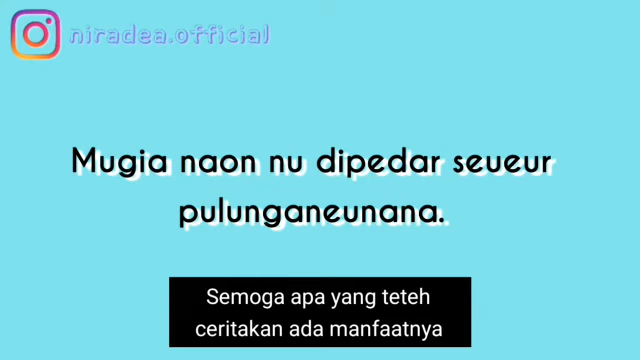 niradea.official
Mugia naon nu dipedar seueur
pulunganeunana.
Semoga apa yang teteh
ceritakan ada manfaatnya